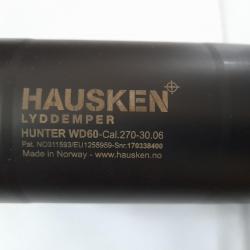 HAUSKEN
LYDDEMPER
HUNTER WD60-Cal.270-30.06
Pat. NO311593/EU1255959-Snr.170338400
Made in Norway - www.hausken.no